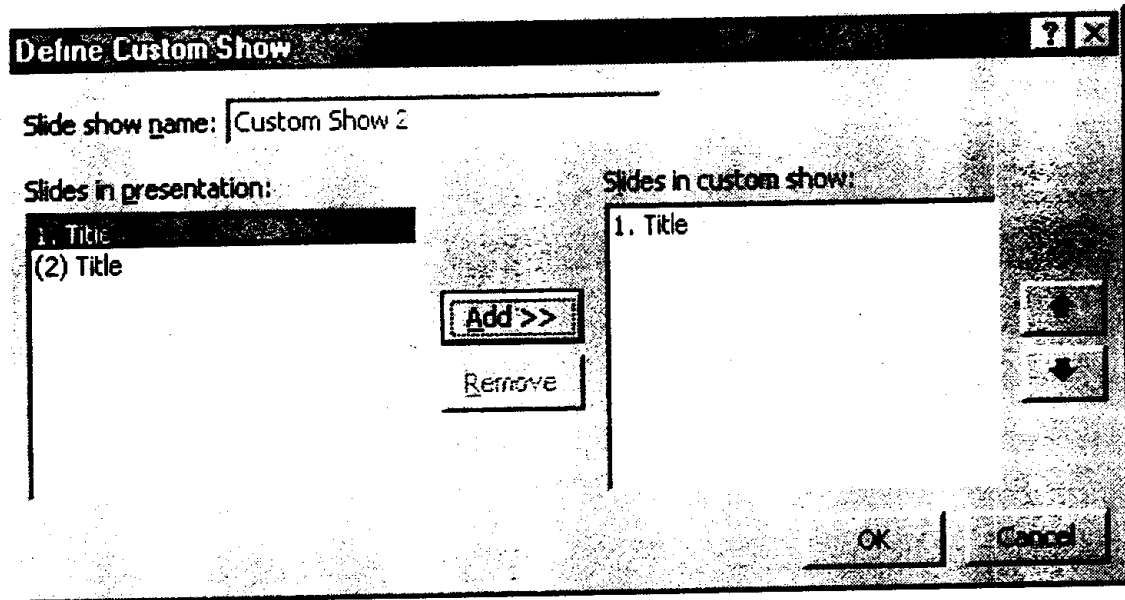 Define Custom Show
Slide show name: Custom Show 2
Slides in presentation:
1. Title
(2) Title
Add >>
Remove
Slides in custom show:
1. Title
OK
Cancel